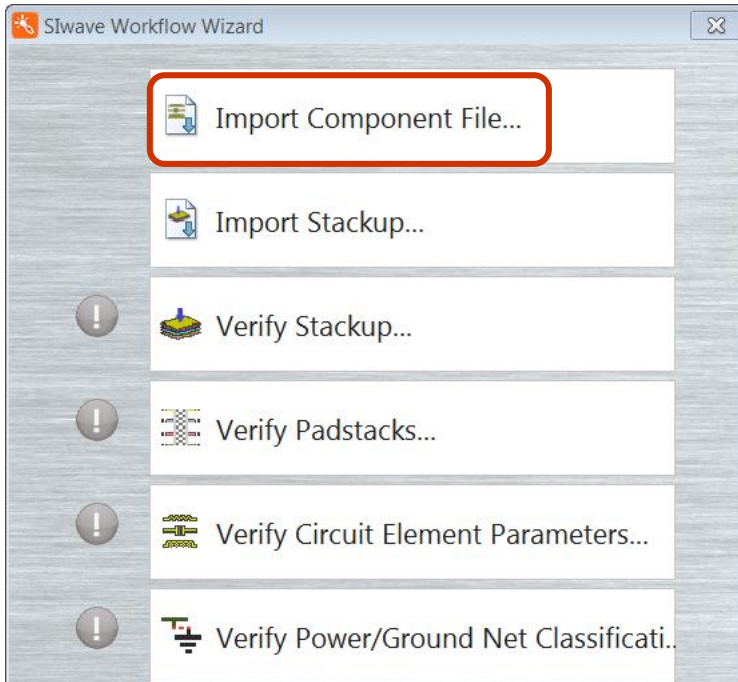 SIwave Workflow Wizard
Import Component File...
Import Stackup...
Verify Stackup...
Verify Padstacks...
Verify Circuit Element Parameters...
Verify Power/Ground Net Classificati..